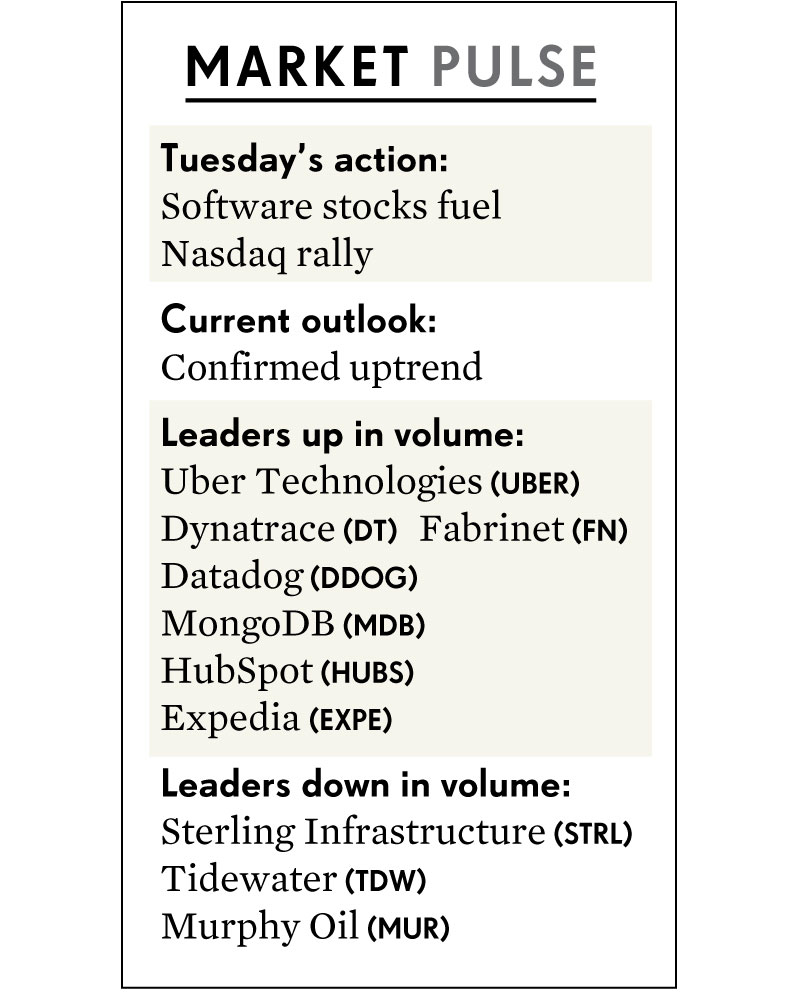 MARKET PULSE
Tuesday’s action:
Software stocks fuel
Nasdaq rally
Current outlook:
Confirmed uptrend
Leaders up in volume:
Uber Technologies (UBER)
Dynatrace (DT) Fabrinet (FN)
Datadog (DDOG)
MongoDB (MDB)
HubSpot (HUBS)
Expedia (EXPE)
Leaders down in volume:
Sterling Infrastructure (STRL)
Tidewater (TDW)
Murphy Oil (MUR)